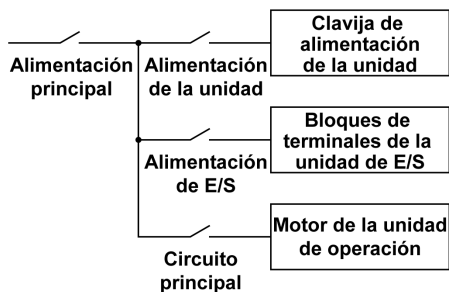 Alimentación
principal
Alimentación
de la unidad
Clavija de
alimentación
de la unidad
Alimentación
de E/S
Bloques de
terminales de la
unidad de E/S
Circuito
principal
Motor de la unidad
de operación